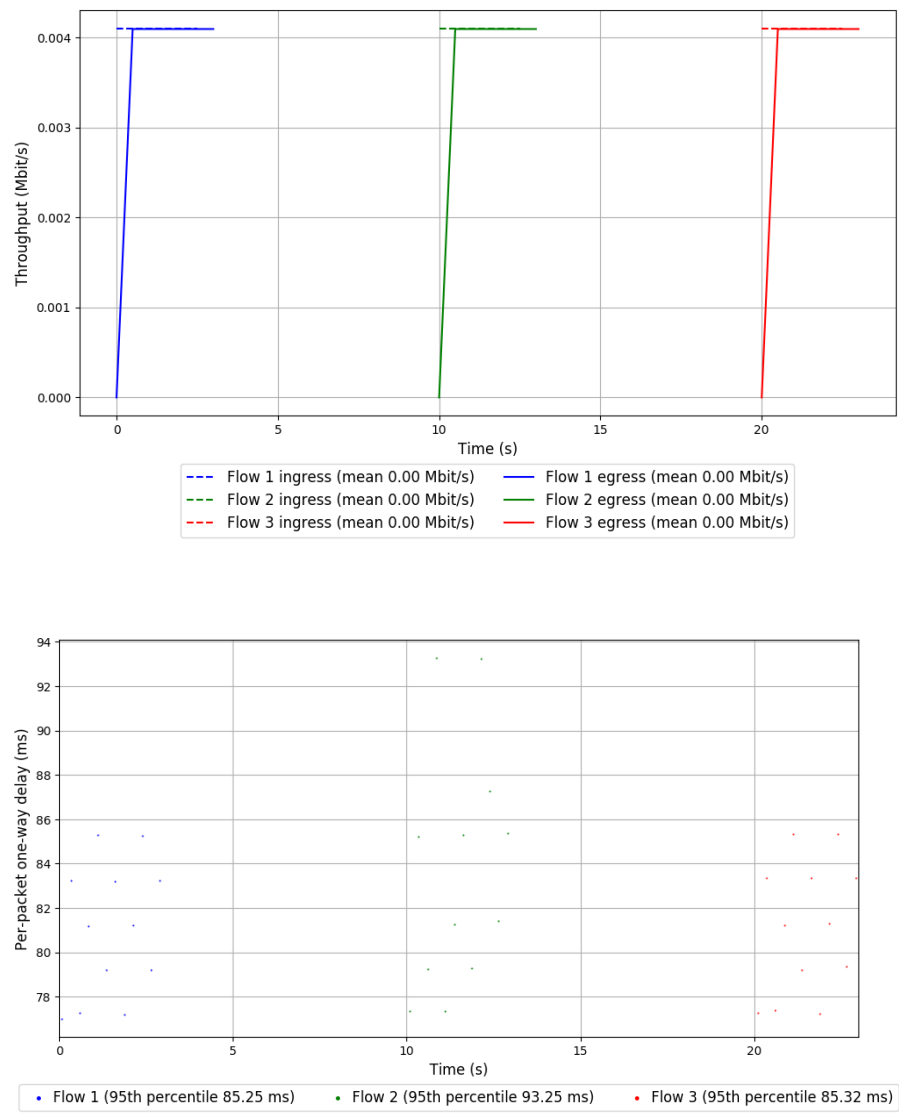 0.004
0.003
0.002
0.001
0.000
Throughput (Mbit/s)
0 5 10 15 20
Time (s)
Flow 1 ingress (mean 0.00 Mbit/s) Flow 1 egress (mean 0.00 Mbit/s)
Flow 2 ingress (mean 0.00 Mbit/s) Flow 2 egress (mean 0.00 Mbit/s)
Flow 3 ingress (mean 0.00 Mbit/s) Flow 3 egress (mean 0.00 Mbit/s)
94
92
90
88
86
84
82
80
78
Per-packet one-way delay (ms)
0 5 10 15 20
Time (s)
Flow 1 (95th percentile 85.25 ms) Flow 2 (95th percentile 93.25 ms) Flow 3 (95th percentile 85.32 ms)